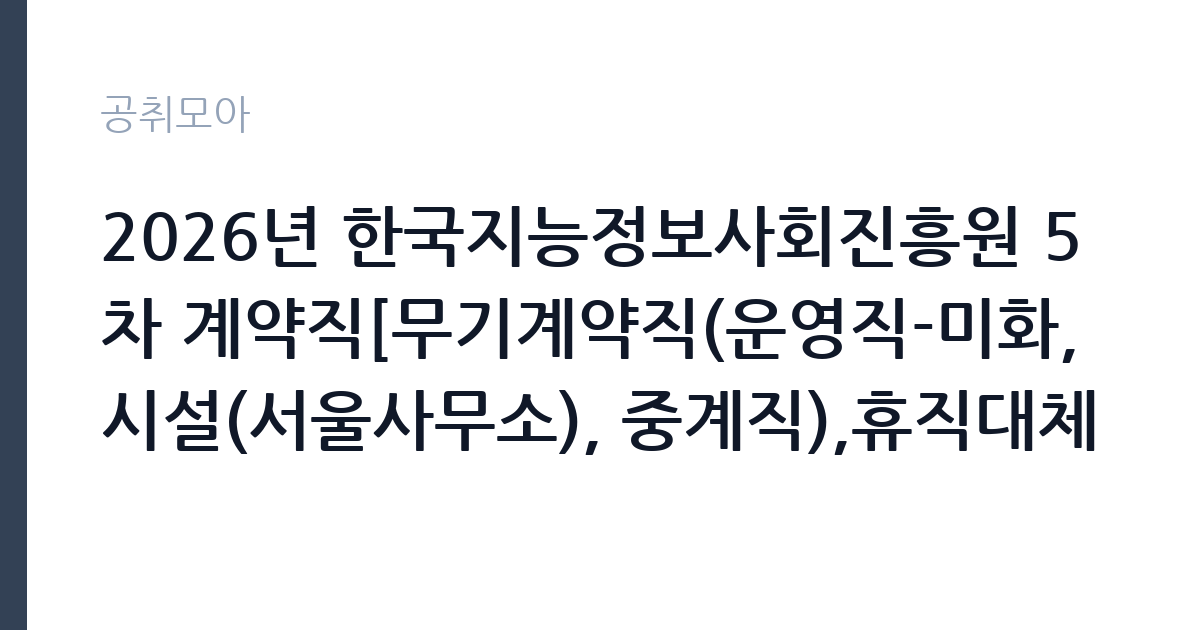 공취모아
2026년 한국지능정보사회진흥원 5
차 계약직[무기계약직(운영직-미화,
시설(서울사무소), 중계직),휴직대체